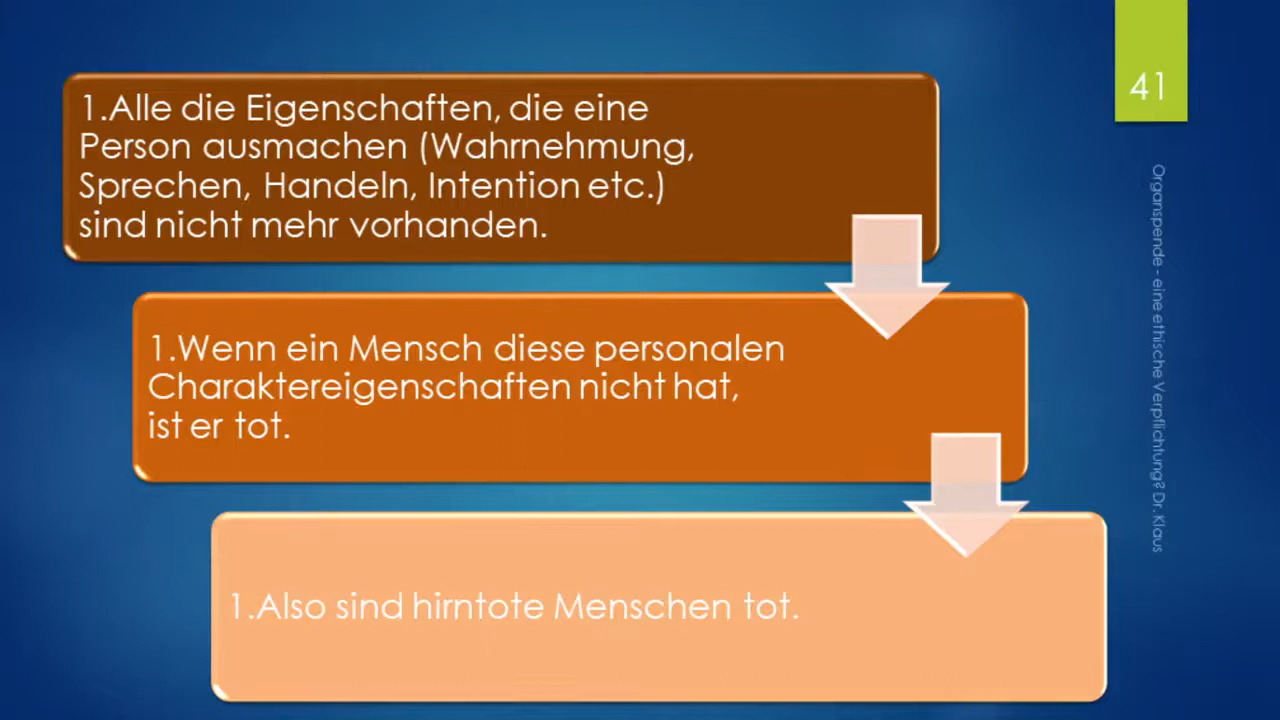 1.Alle die Eigenschaften, die eine
Person ausmachen (Wahrnehmung,
Sprechen, Handeln, Intention etc.)
sind nicht mehr vorhanden.
1.Wenn ein Mensch diese personalen
Charaktereigenschaften nicht hat,
ist er tot.
1.Also sind hirntote Menschen tot.
41
Organspende - eine ethische Verpflichtung? Dr. Klaus